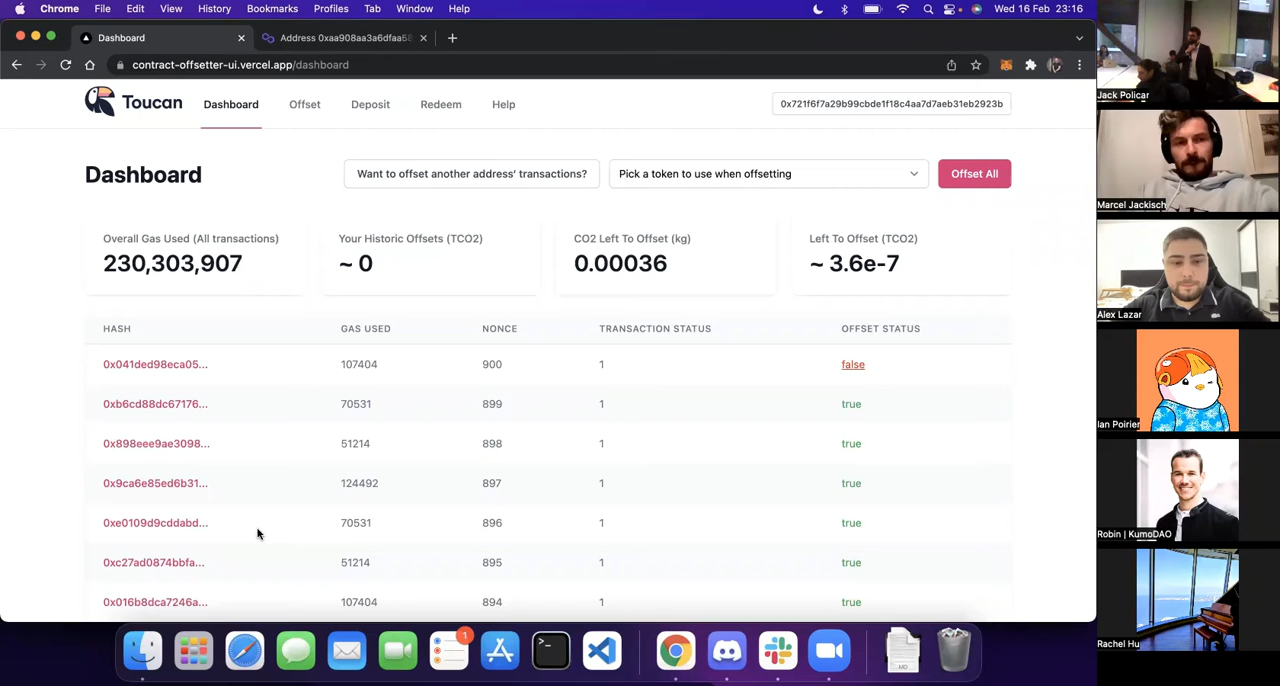 Chrome File Edit View History Bookmarks Profiles Tab Window Help Wed 16 Feb 23:16
Dashboard Address 0xaa908aa3a6dfaa58
contract-offsetter-ui.vercel.app/dashboard
Toucan Dashboard Offset Deposit Redeem Help 0x721f6f7a29b99cbde1f18c4aa7d7aeb31eb2923b
Dashboard Want to offset another address' transactions? Pick a token to use when offsetting Offset All
Overall Gas Used (All transactions) Your Historic Offsets (TCO2) CO2 Left To Offset (kg) Left To Offset (TCO2)
230,303,907 ~ 0 0.00036 ~ 3.6e-7
HASH GAS USED NONCE TRANSACTION STATUS OFFSET STATUS
0x041ded98eca05... 107404 900 1 false
0xb6cd88dc67176... 70531 899 1 true
0x898eee9ae3098... 51214 898 1 true
0x9ca6e85ed6b31... 124492 897 1 true
0xe0109d9cddabd... 70531 896 1 true
0xc27ad0874bbfa... 51214 895 1 true
0x016b8dca7246a... 107404 894 1 true
1
MD
Jack Policar
Marcel Jackisch
Alex Lazar
Ian Poirier
Robin | KumoDAO
Rachel Hu